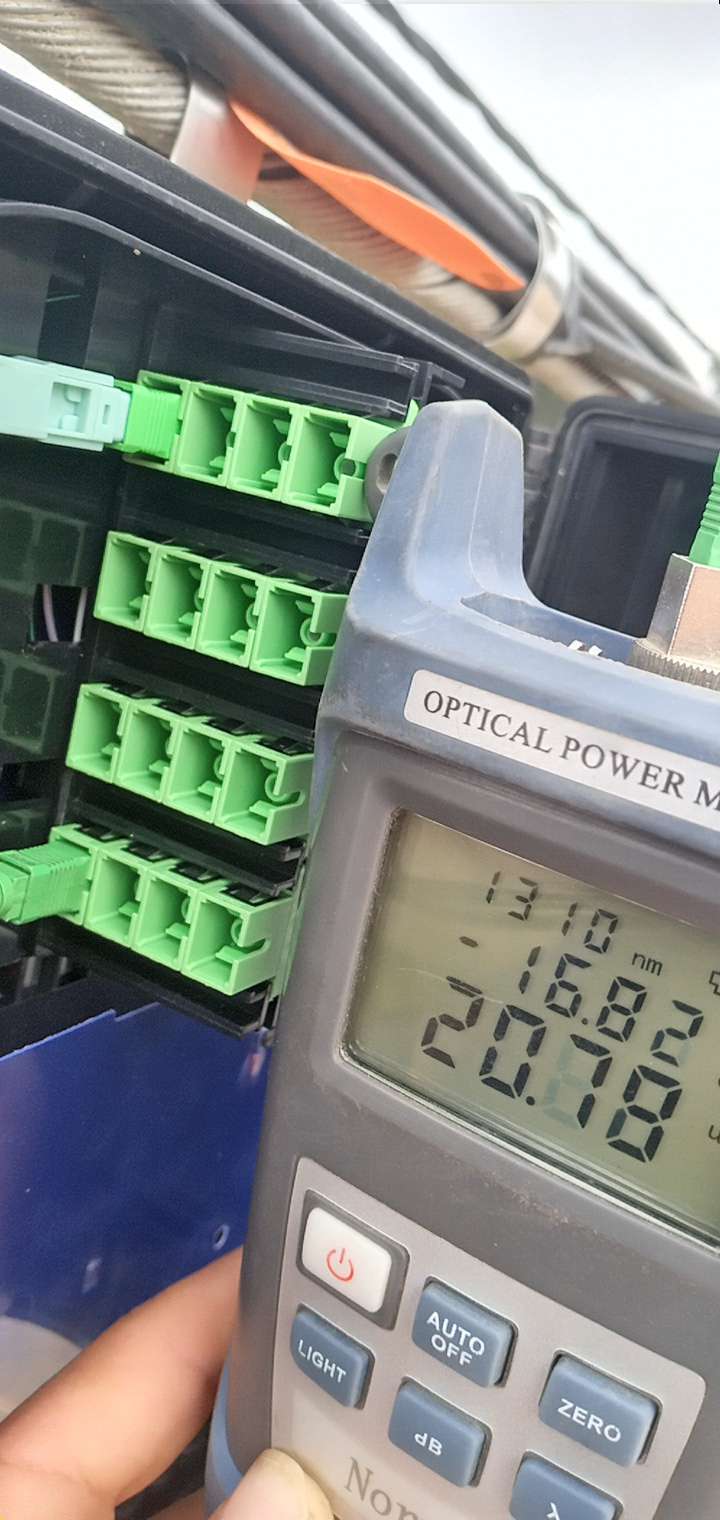 OPTICAL POWER M
1310
nm
-16.82
20.78
AUTO
OFF
LIGHT
ZERO
dB
λ